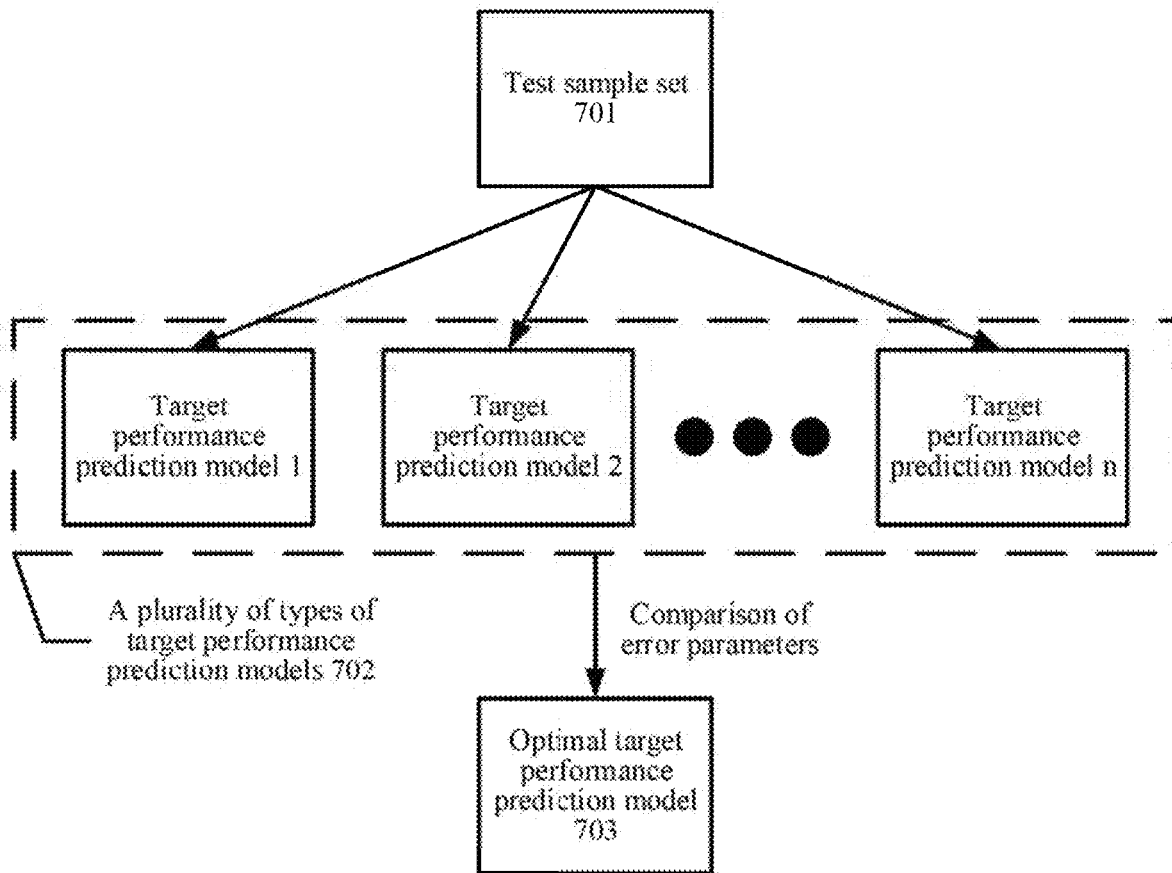 Test sample set
701
Target
performance
prediction model 1
Target
performance
prediction model 2
Target
performance
prediction model n
A plurality of types of
target performance
prediction models 702
Comparison of
error parameters
Optimal target
performance
prediction model
703